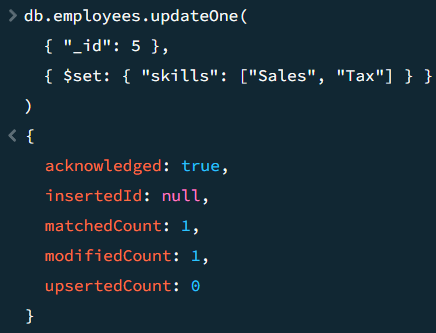 > db.employees.updateOne(
{ "_id": 5 },
{ $set: { "skills": ["Sales", "Tax"] } }
)
< {
acknowledged: true,
insertedId: null,
matchedCount: 1,
modifiedCount: 1,
upsertedCount: 0
}